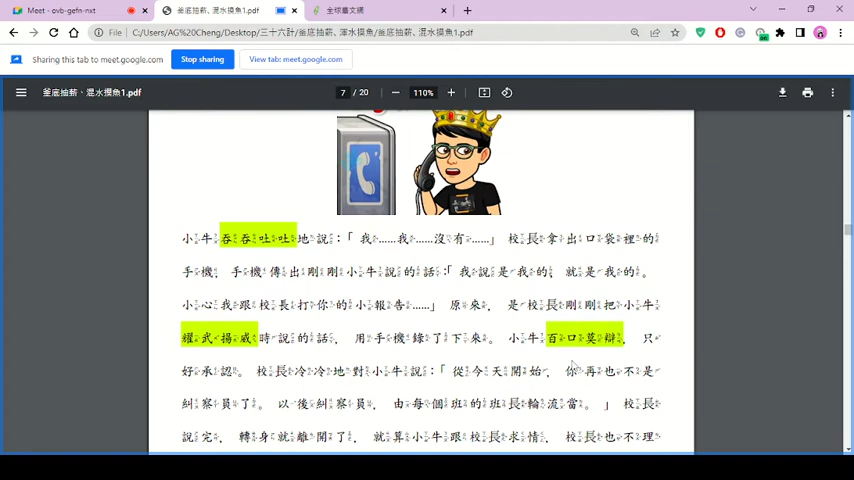 Meet - ovb-gefn-nxt
釜底抽薪、混水摸魚1.pdf
全球臺文網
File
C:/Users/AG%20Cheng/Desktop/三十六計/釜底抽薪、渾水摸魚/釜底抽薪、混水摸魚1.pdf
Sharing this tab to meet.google.com
Stop sharing
View tab: meet.google.com
釜底抽薪、混水摸魚1.pdf
7 / 20
110%
小牛吞吞吐吐地說：「我……我……沒有……」 校長拿出口袋裡的
手機, 手機傳出剛剛小牛說的話：「我說是我的, 就是我的。
小心我跟校長打你的小報告……」 原來, 是校長剛剛把小牛
耀武揚威時說的話, 用手機錄了下來。 小牛百口莫辯, 只
好承認。 校長冷冷地對小牛說：「從今天開始, 你再也不是
糾察員了。 以後糾察員, 由每個班的班長輪流當。」 校長
說完, 轉身就離開了, 就算小牛跟校長求情, 校長也不理